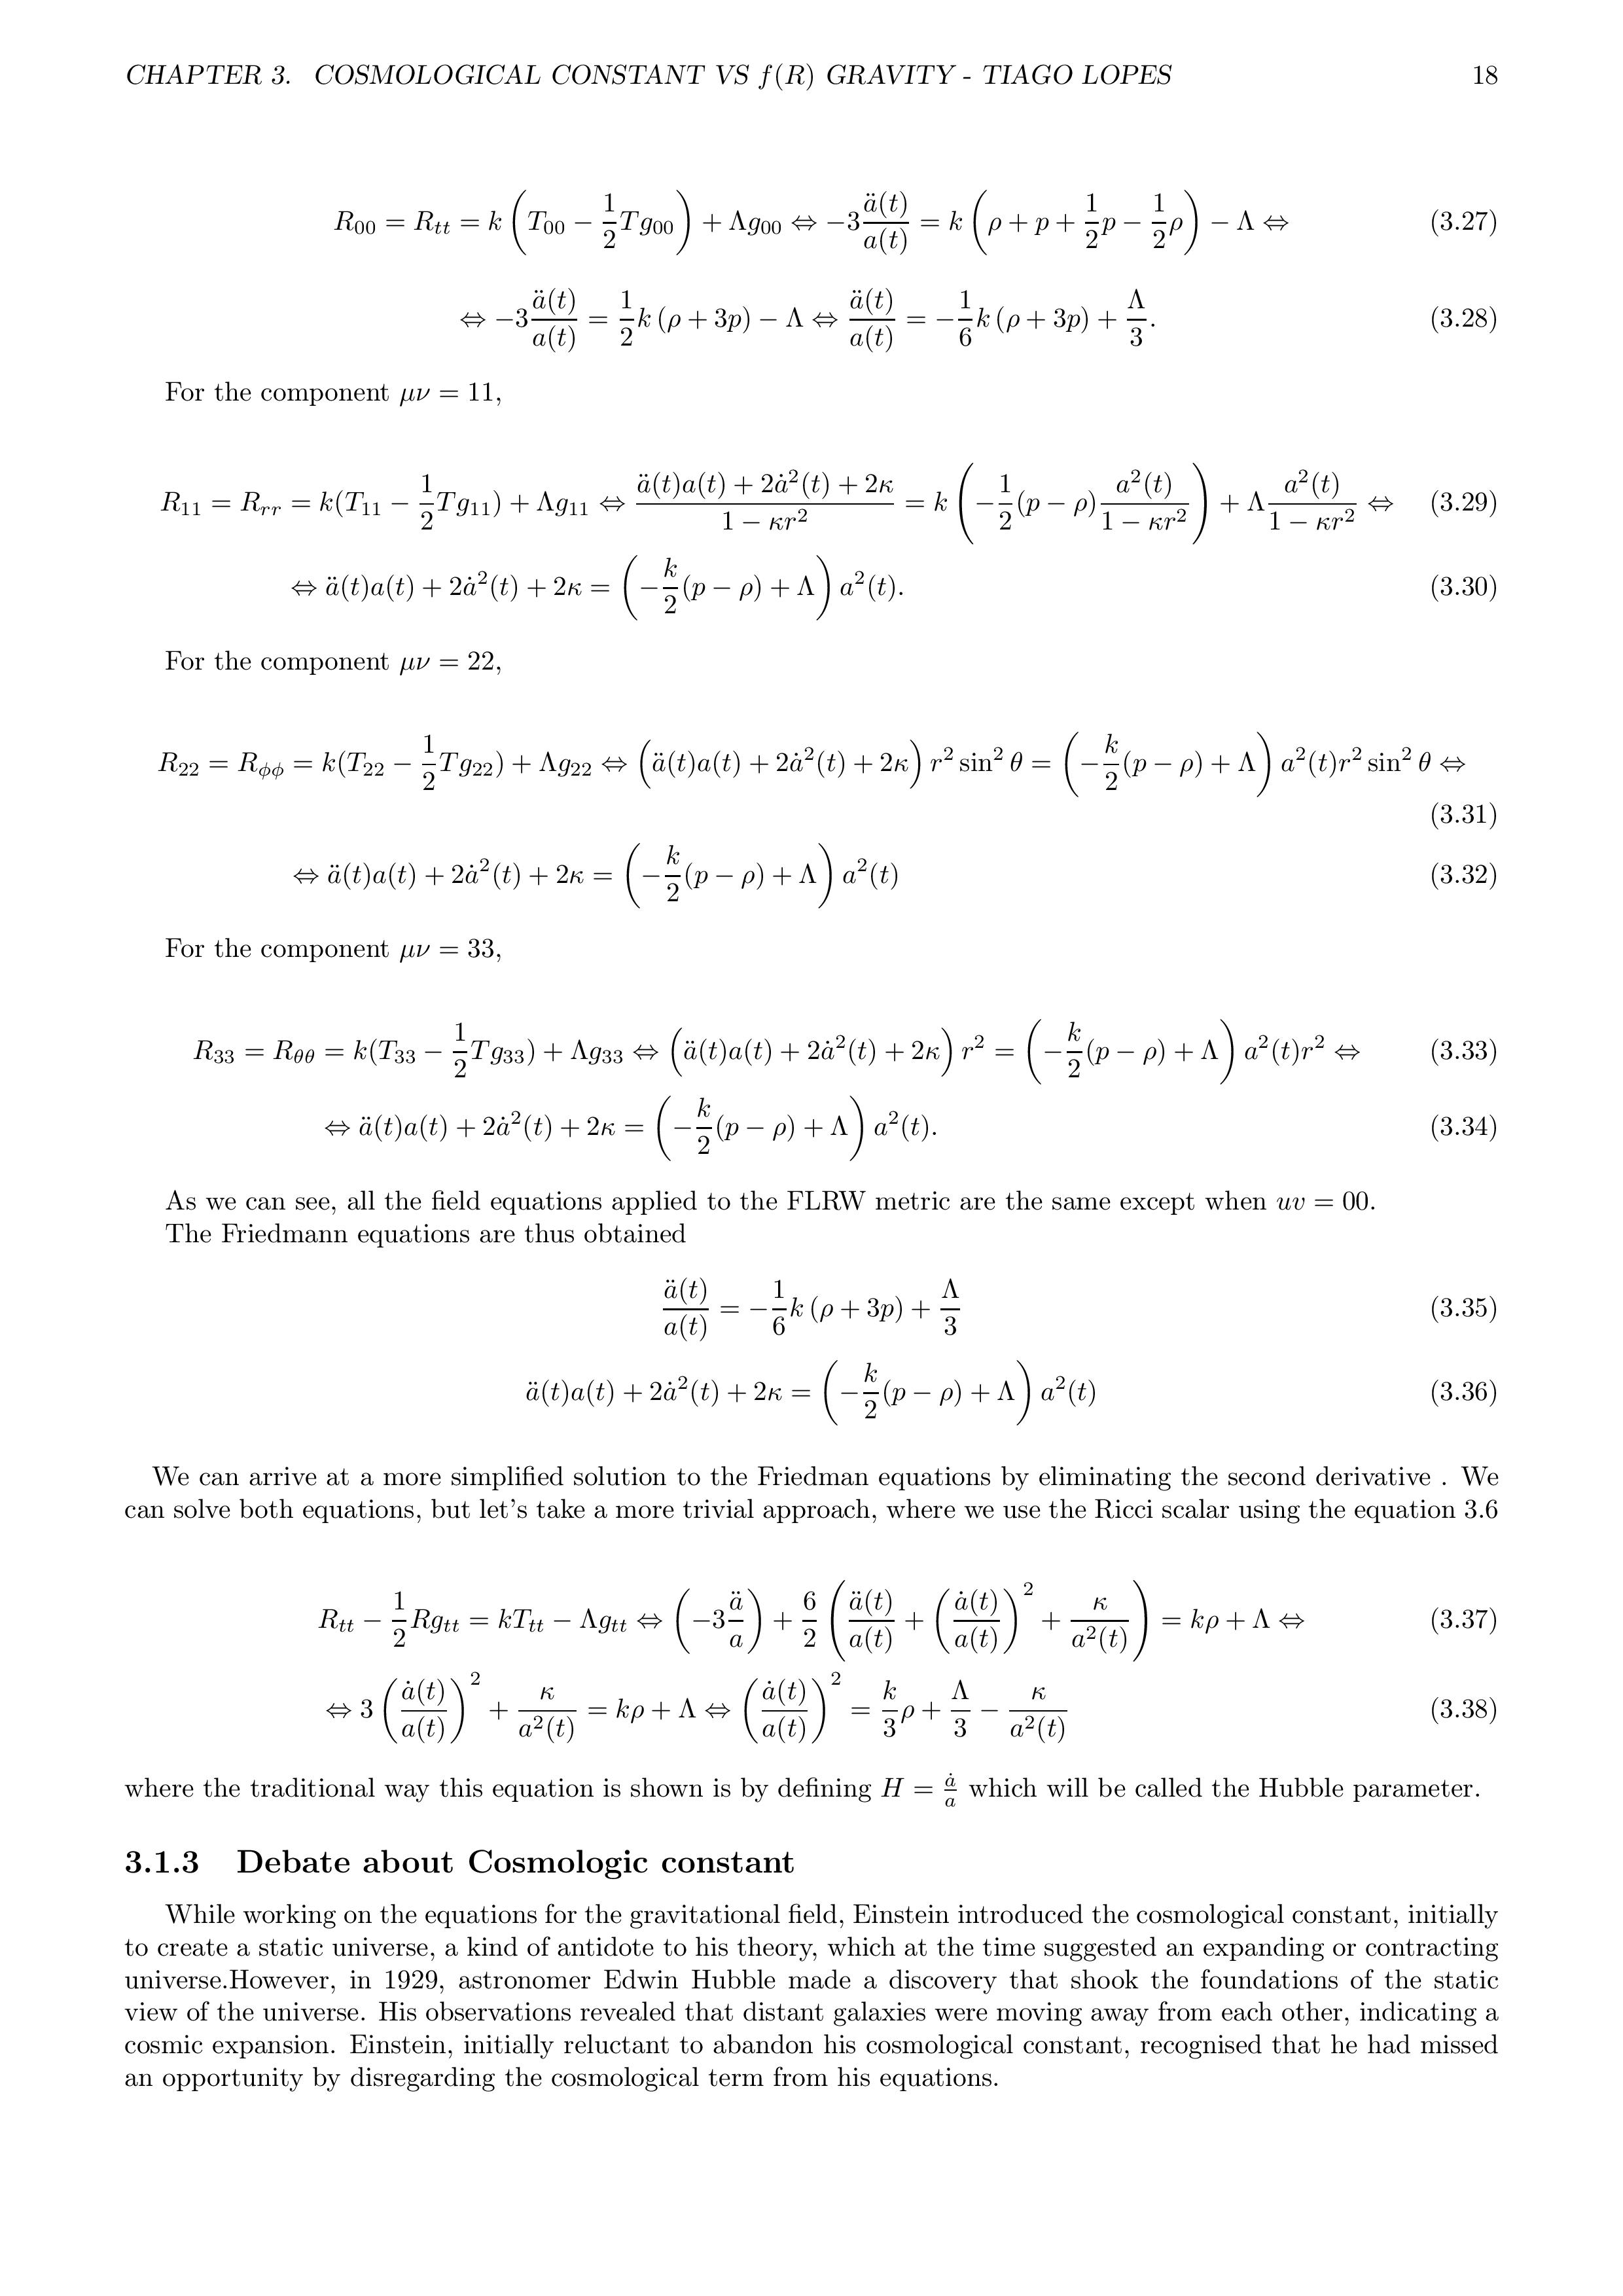 CHAPTER 3. COSMOLOGICAL CONSTANT VS f(R) GRAVITY - TIAGO LOPES 18
$R_{00} = R_{tt} = k\left(T_{00} - \frac{1}{2}Tg_{00}\right) + \Lambda g_{00} \Leftrightarrow -3\frac{\ddot{a}(t)}{a(t)} = k\left(\rho + p + \frac{1}{2}p - \frac{1}{2}\rho\right) - \Lambda \Leftrightarrow$ (3.27)
$\Leftrightarrow -3\frac{\ddot{a}(t)}{a(t)} = \frac{1}{2}k(\rho + 3p) - \Lambda \Leftrightarrow \frac{\ddot{a}(t)}{a(t)} = -\frac{1}{6}k(\rho + 3p) + \frac{\Lambda}{3}.$ (3.28)
For the component $\mu\nu = 11$,
$R_{11} = R_{rr} = k(T_{11} - \frac{1}{2}Tg_{11}) + \Lambda g_{11} \Leftrightarrow \frac{\ddot{a}(t)a(t) + 2\dot{a}^2(t) + 2\kappa}{1 - \kappa r^2} = k\left(-\frac{1}{2}(p - \rho)\frac{a^2(t)}{1 - \kappa r^2}\right) + \Lambda\frac{a^2(t)}{1 - \kappa r^2} \Leftrightarrow$ (3.29)
$\Leftrightarrow \ddot{a}(t)a(t) + 2\dot{a}^2(t) + 2\kappa = \left(-\frac{k}{2}(p - \rho) + \Lambda\right)a^2(t).$ (3.30)
For the component $\mu\nu = 22$,
$R_{22} = R_{\phi\phi} = k(T_{22} - \frac{1}{2}Tg_{22}) + \Lambda g_{22} \Leftrightarrow \left(\ddot{a}(t)a(t) + 2\dot{a}^2(t) + 2\kappa\right)r^2\sin^2\theta = \left(-\frac{k}{2}(p - \rho) + \Lambda\right)a^2(t)r^2\sin^2\theta \Leftrightarrow$
(3.31)
$\Leftrightarrow \ddot{a}(t)a(t) + 2\dot{a}^2(t) + 2\kappa = \left(-\frac{k}{2}(p - \rho) + \Lambda\right)a^2(t)$ (3.32)
For the component $\mu\nu = 33$,
$R_{33} = R_{\theta\theta} = k(T_{33} - \frac{1}{2}Tg_{33}) + \Lambda g_{33} \Leftrightarrow \left(\ddot{a}(t)a(t) + 2\dot{a}^2(t) + 2\kappa\right)r^2 = \left(-\frac{k}{2}(p - \rho) + \Lambda\right)a^2(t)r^2 \Leftrightarrow$ (3.33)
$\Leftrightarrow \ddot{a}(t)a(t) + 2\dot{a}^2(t) + 2\kappa = \left(-\frac{k}{2}(p - \rho) + \Lambda\right)a^2(t).$ (3.34)
As we can see, all the field equations applied to the FLRW metric are the same except when $uv = 00$.
The Friedmann equations are thus obtained
$\frac{\ddot{a}(t)}{a(t)} = -\frac{1}{6}k(\rho + 3p) + \frac{\Lambda}{3}$ (3.35)
$\ddot{a}(t)a(t) + 2\dot{a}^2(t) + 2\kappa = \left(-\frac{k}{2}(p - \rho) + \Lambda\right)a^2(t)$ (3.36)
We can arrive at a more simplified solution to the Friedman equations by eliminating the second derivative . We
can solve both equations, but let's take a more trivial approach, where we use the Ricci scalar using the equation 3.6
$R_{tt} - \frac{1}{2}Rg_{tt} = kT_{tt} - \Lambda g_{tt} \Leftrightarrow \left(-3\frac{\ddot{a}}{a}\right) + \frac{6}{2}\left(\frac{\ddot{a}(t)}{a(t)} + \left(\frac{\dot{a}(t)}{a(t)}\right)^2 + \frac{\kappa}{a^2(t)}\right) = k\rho + \Lambda \Leftrightarrow$ (3.37)
$\Leftrightarrow 3\left(\frac{\dot{a}(t)}{a(t)}\right)^2 + \frac{\kappa}{a^2(t)} = k\rho + \Lambda \Leftrightarrow \left(\frac{\dot{a}(t)}{a(t)}\right)^2 = \frac{k}{3}\rho + \frac{\Lambda}{3} - \frac{\kappa}{a^2(t)}$ (3.38)
where the traditional way this equation is shown is by defining $H = \frac{\dot{a}}{a}$ which will be called the Hubble parameter.
3.1.3 Debate about Cosmologic constant
While working on the equations for the gravitational field, Einstein introduced the cosmological constant, initially
to create a static universe, a kind of antidote to his theory, which at the time suggested an expanding or contracting
universe.However, in 1929, astronomer Edwin Hubble made a discovery that shook the foundations of the static
view of the universe. His observations revealed that distant galaxies were moving away from each other, indicating a
cosmic expansion. Einstein, initially reluctant to abandon his cosmological constant, recognised that he had missed
an opportunity by disregarding the cosmological term from his equations.